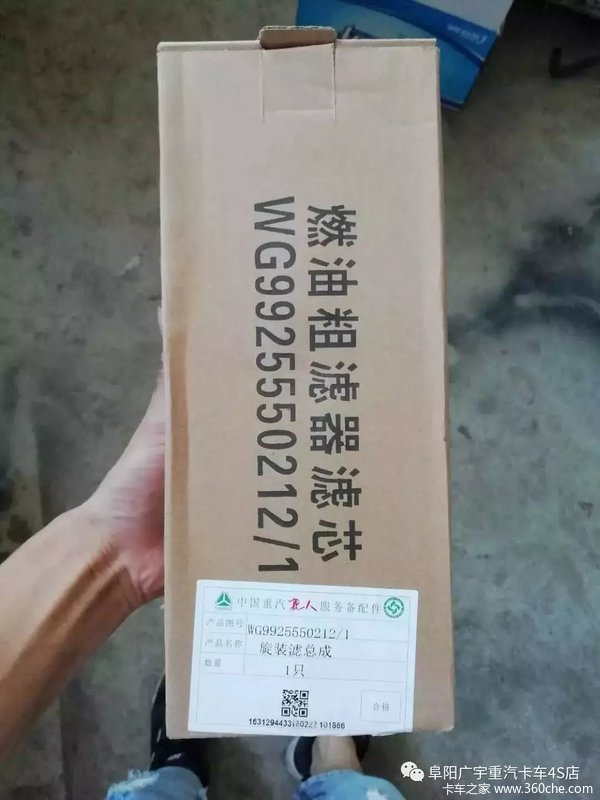 燃油粗滤器滤芯
WG9925550212/1
中国重汽亲人服务备配件
产品图号 WG9925550212/1
产品名称 旋装滤总成
数量 1只
合格
阜阳广宇重汽卡车4S店
卡车之家 www.360che.com